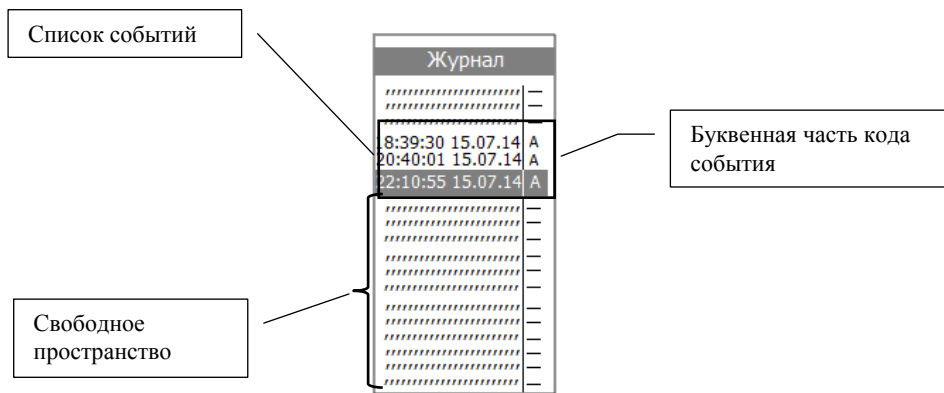 Список событий
Журнал
18:39:30 15.07.14 А
20:40:01 15.07.14 А
22:10:55 15.07.14 А
Буквенная часть кода
события
Свободное
пространство